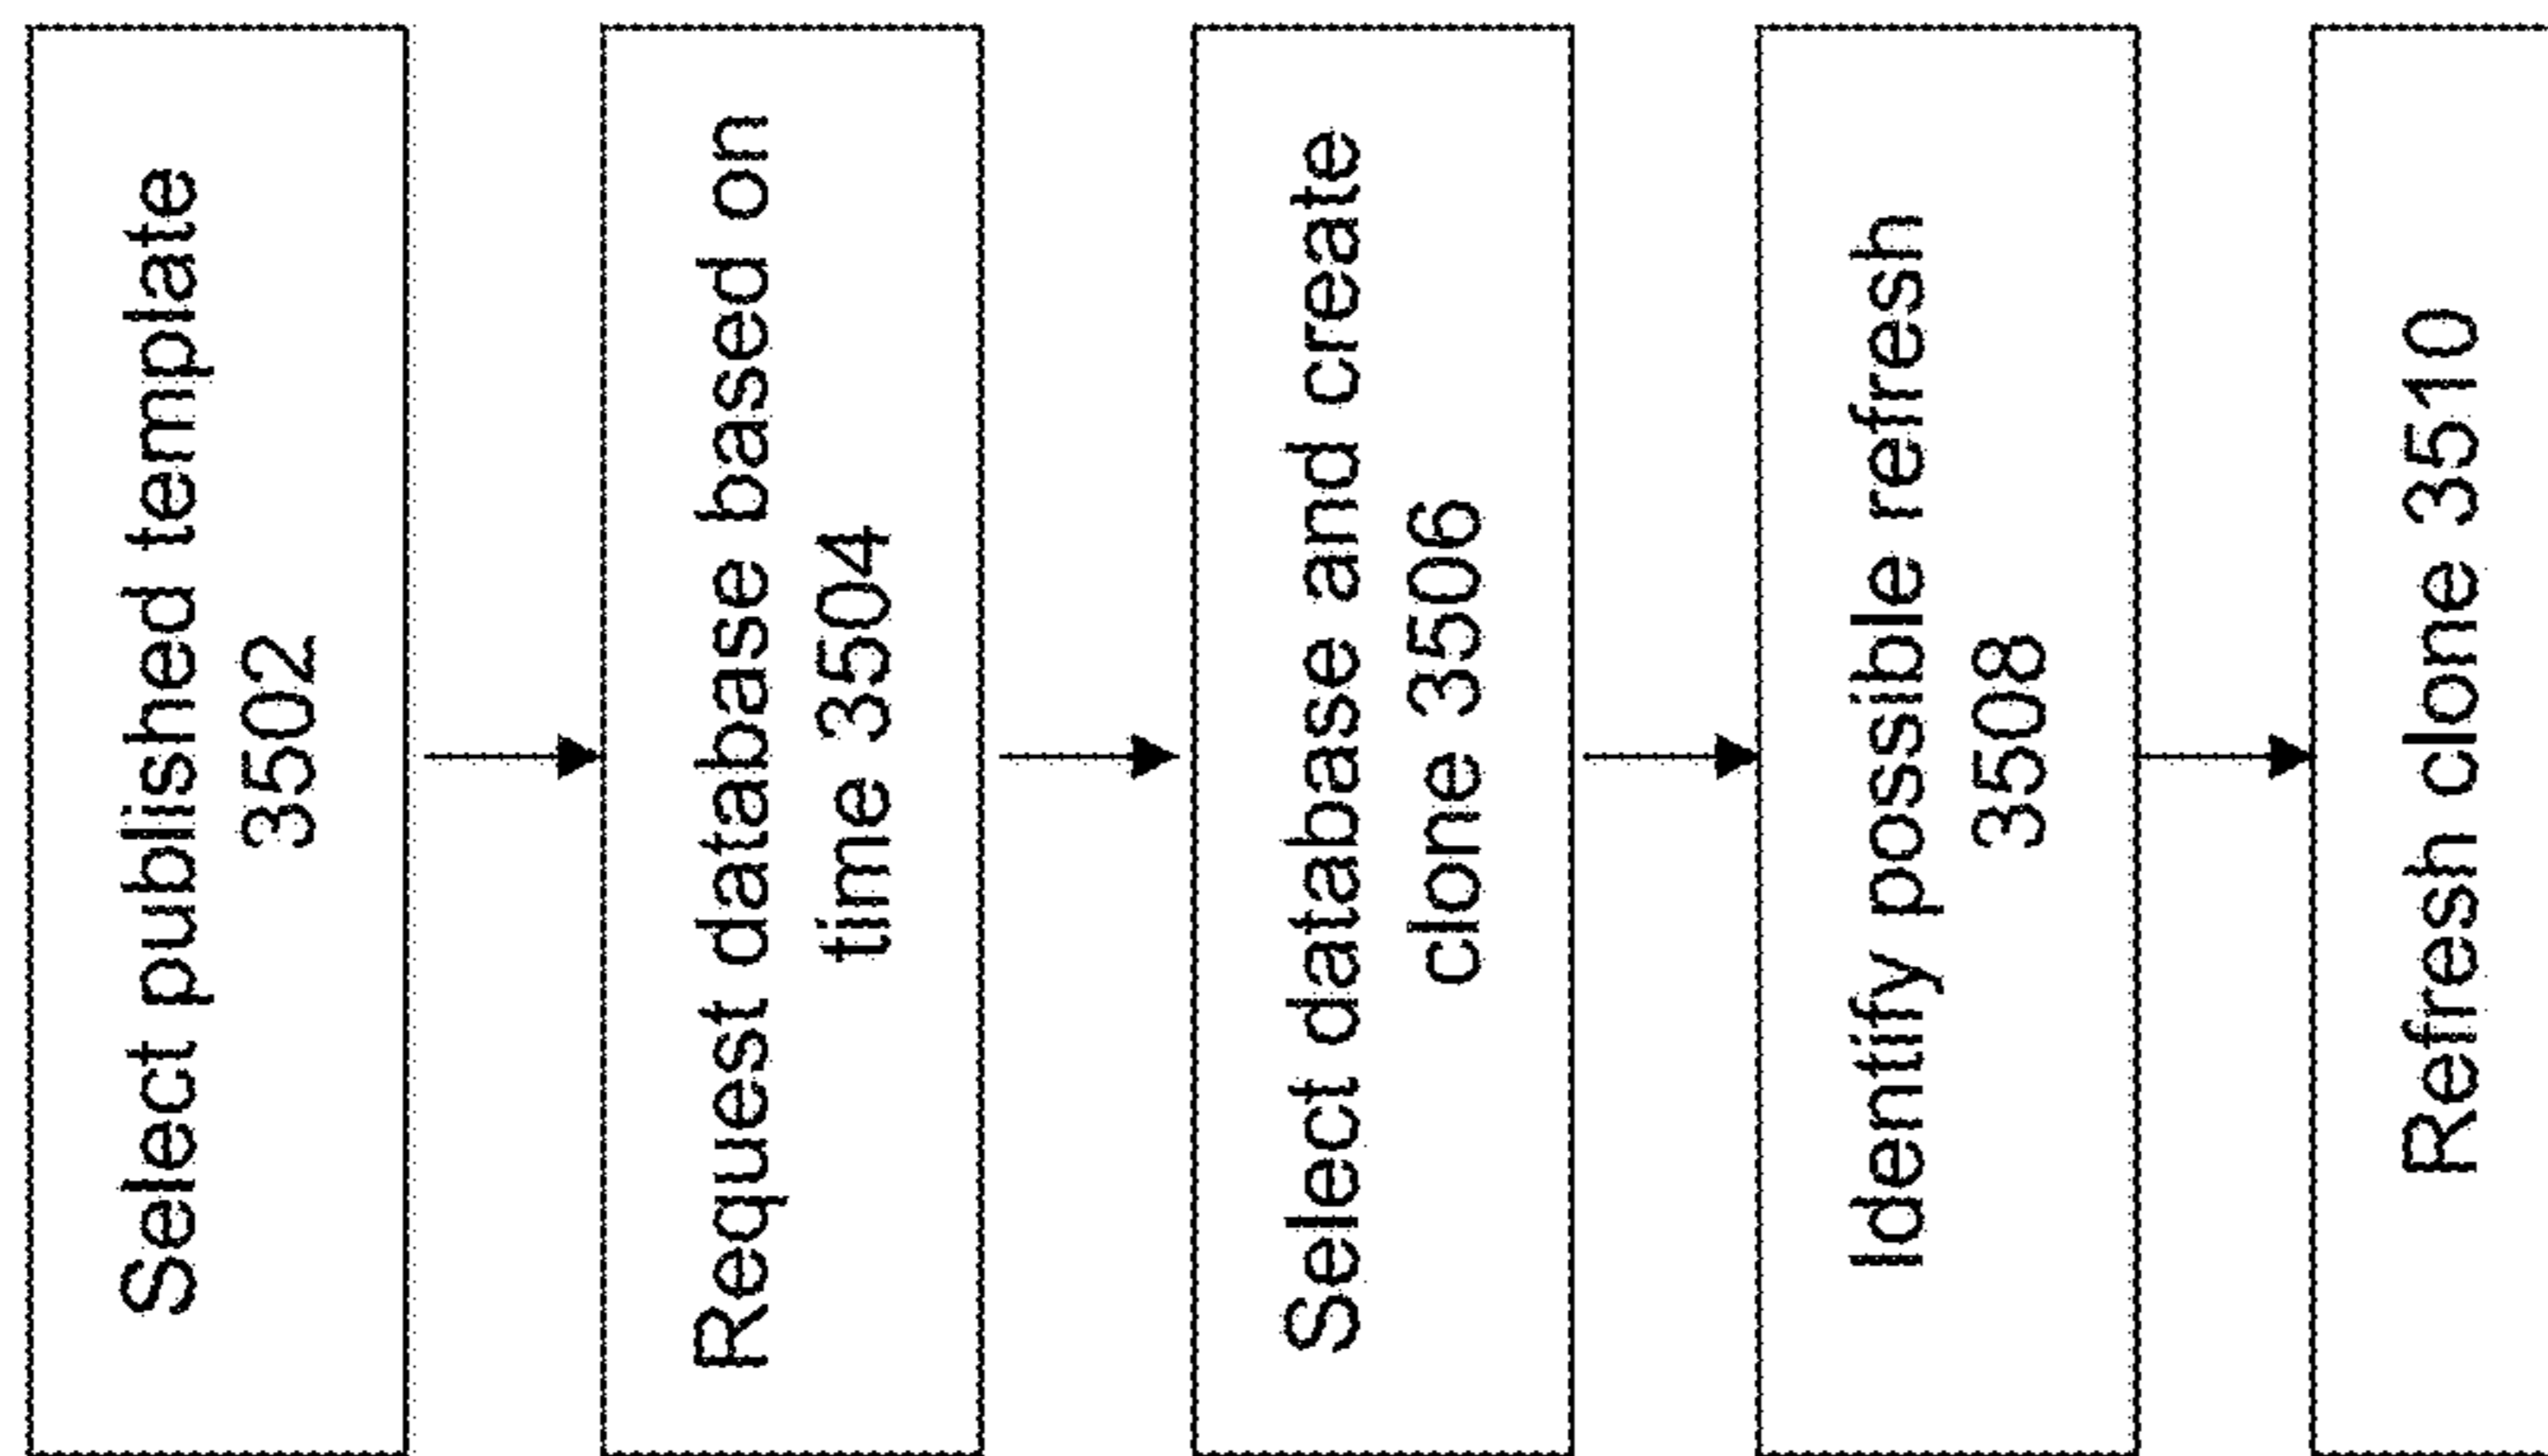 Select published template
3502
Request database based on
time 3504
Select database and create
clone 3506
Identify possible refresh
3508
Refresh clone 3510